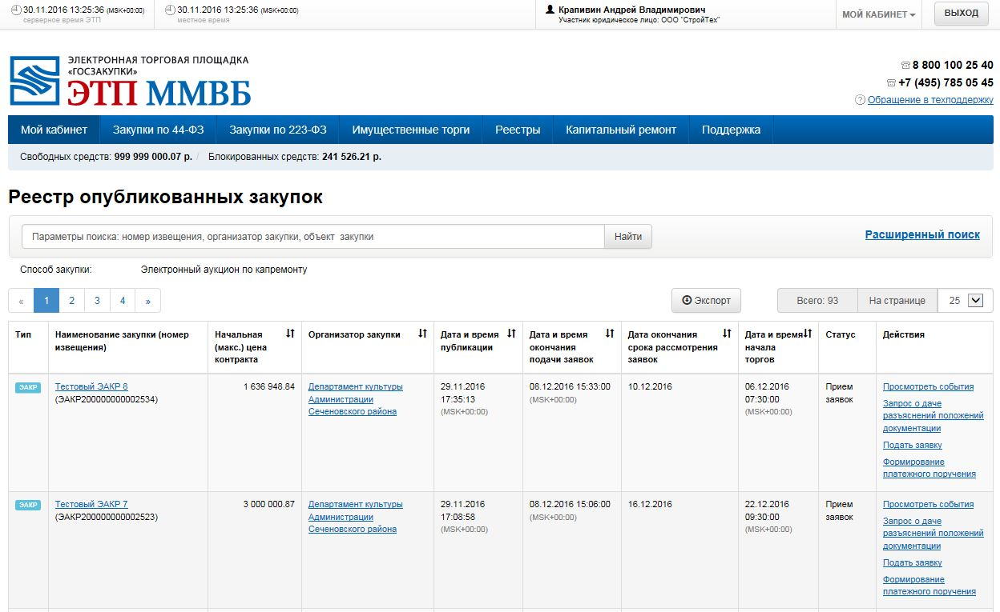 30.11.2016 13:25:36 (MSK+00:00)
серверное время ЭТП
30.11.2016 13:25:36 (MSK+00:00)
местное время
Крапивин Андрей Владимирович
Участник юридическое лицо: ООО "СтройТех"
МОЙ КАБИНЕТ
ВЫХОД
ЭЛЕКТРОННАЯ ТОРГОВАЯ ПЛОЩАДКА
«ГОСЗАКУПКИ»
ЭТП ММВБ
8 800 100 25 40
+7 (495) 785 05 45
Обращение в техподдержку
Мой кабинет
Закупки по 44-ФЗ
Закупки по 223-ФЗ
Имущественные торги
Реестры
Капитальный ремонт
Поддержка
Свободных средств: 999 999 000.07 р. / Блокированных средств: 241 526.21 р.
Реестр опубликованных закупок
Параметры поиска: номер извещения, организатор закупки, объект закупки
Найти
Расширенный поиск
Способ закупки: Электронный аукцион по капремонту
« 1 2 3 4 »
Экспорт
Всего: 93
На странице
25
Тип
Наименование закупки (номер
извещения)
Начальная
(макс.) цена
контракта
Организатор закупки
Дата и время
публикации
Дата и время
окончания
подачи заявок
Дата окончания
срока рассмотрения
заявок
Дата и время
начала
торгов
Статус
Действия
ЭАКР
Тестовый ЭАКР 8
(ЭАКР200000000002534)
1 636 948.84
Департамент культуры
Администрации
Сеченовского района
29.11.2016
17:35:13
(MSK+00:00)
08.12.2016 15:33:00
(MSK+00:00)
10.12.2016
06.12.2016
07:30:00
(MSK+00:00)
Прием
заявок
Просмотреть события
Запрос о даче
разъяснений положений
документации
Подать заявку
Формирование
платежного поручения
ЭАКР
Тестовый ЭАКР 7
(ЭАКР200000000002523)
3 000 000.87
Департамент культуры
Администрации
Сеченовского района
29.11.2016
17:08:58
(MSK+00:00)
08.12.2016 15:06:00
(MSK+00:00)
16.12.2016
22.12.2016
09:30:00
(MSK+00:00)
Прием
заявок
Просмотреть события
Запрос о даче
разъяснений положений
документации
Подать заявку
Формирование
платежного поручения